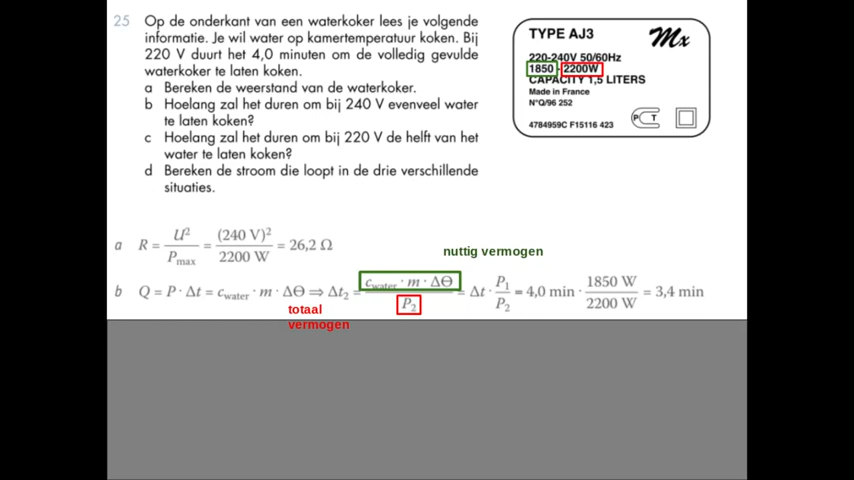 25 Op de onderkant van een waterkoker lees je volgende
informatie. Je wil water op kamertemperatuur koken. Bij
220 V duurt het 4,0 minuten om de volledig gevulde
waterkoker te laten koken.
a Bereken de weerstand van de waterkoker.
b Hoelang zal het duren om bij 240 V evenveel water
te laten koken?
c Hoelang zal het duren om bij 220 V de helft van het
water te laten koken?
d Bereken de stroom die loopt in de drie verschillende
situaties.
TYPE AJ3 Mx
220-240V 50/60Hz
1850 - 2200W
CAPACITY 1,5 LITERS
Made in France
N°Q/96 252
P T
4784959C F15116 423
a R = U² / P_max = (240 V)² / 2200 W = 26,2 Ω
nuttig vermogen
b Q = P · Δt = c_water · m · ΔΘ ⇒ Δt₂ = c_water · m · ΔΘ / P₂ = Δt · P₁ / P₂ = 4,0 min · 1850 W / 2200 W = 3,4 min
totaal
vermogen